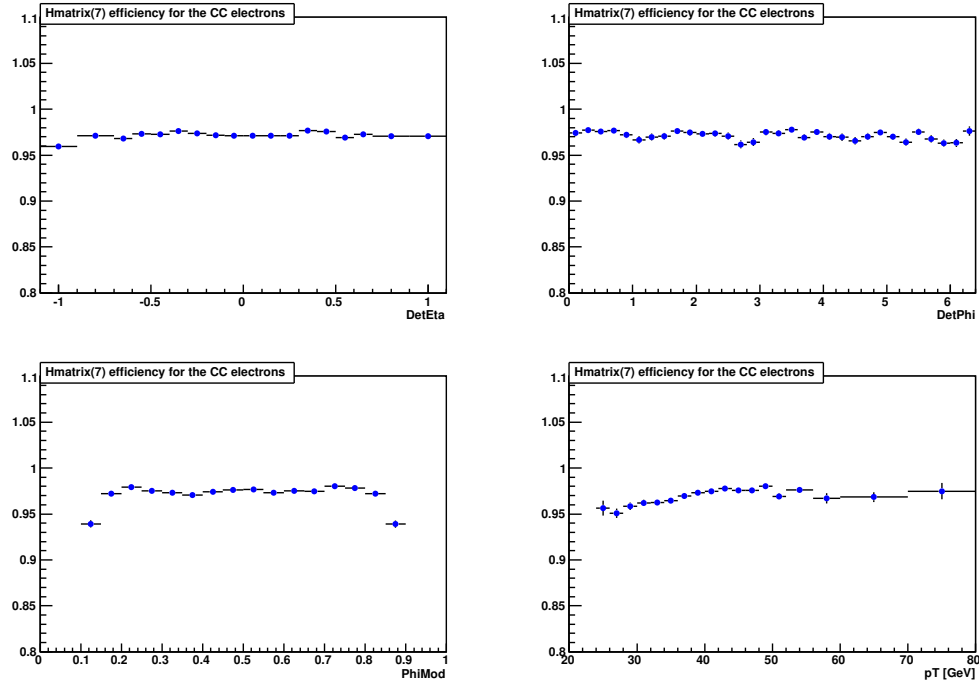 Hmatrix(7) efficiency for the CC electrons
1.1
1.05
1
0.95
0.9
0.85
0.8
-1 -0.5 0 0.5 1
DetEta
Hmatrix(7) efficiency for the CC electrons
1.1
1.05
1
0.95
0.9
0.85
0.8
0 1 2 3 4 5 6
DetPhi
Hmatrix(7) efficiency for the CC electrons
1.1
1.05
1
0.95
0.9
0.85
0.8
0 0.1 0.2 0.3 0.4 0.5 0.6 0.7 0.8 0.9 1
PhiMod
Hmatrix(7) efficiency for the CC electrons
1.1
1.05
1
0.95
0.9
0.85
0.8
20 30 40 50 60 70 80
pT [GeV]